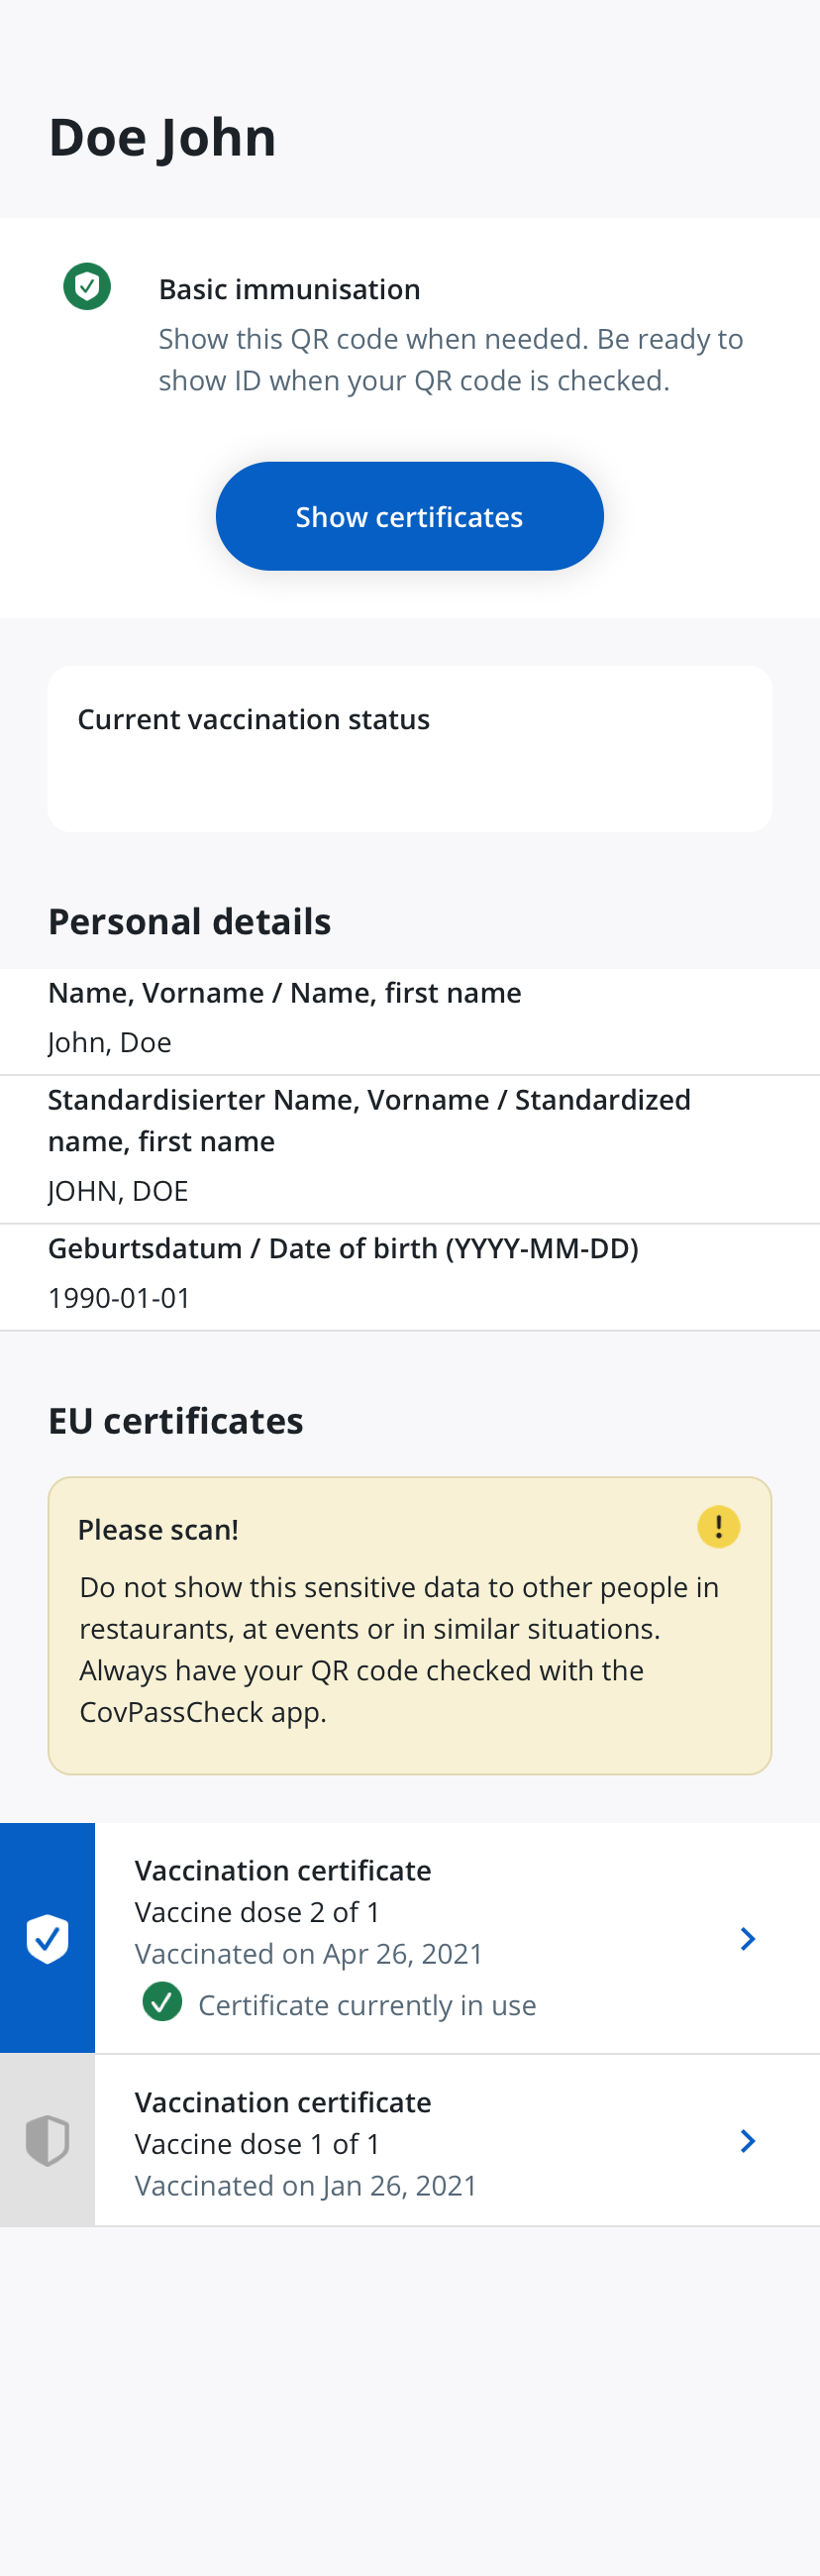 Doe John
Basic immunisation
Show this QR code when needed. Be ready to
show ID when your QR code is checked.
Show certificates
Current vaccination status
Personal details
Name, Vorname / Name, first name
John, Doe
Standardisierter Name, Vorname / Standardized
name, first name
JOHN, DOE
Geburtsdatum / Date of birth (YYYY-MM-DD)
1990-01-01
EU certificates
Please scan!
Do not show this sensitive data to other people in
restaurants, at events or in similar situations.
Always have your QR code checked with the
CovPassCheck app.
Vaccination certificate
Vaccine dose 2 of 1
Vaccinated on Apr 26, 2021
Certificate currently in use
Vaccination certificate
Vaccine dose 1 of 1
Vaccinated on Jan 26, 2021